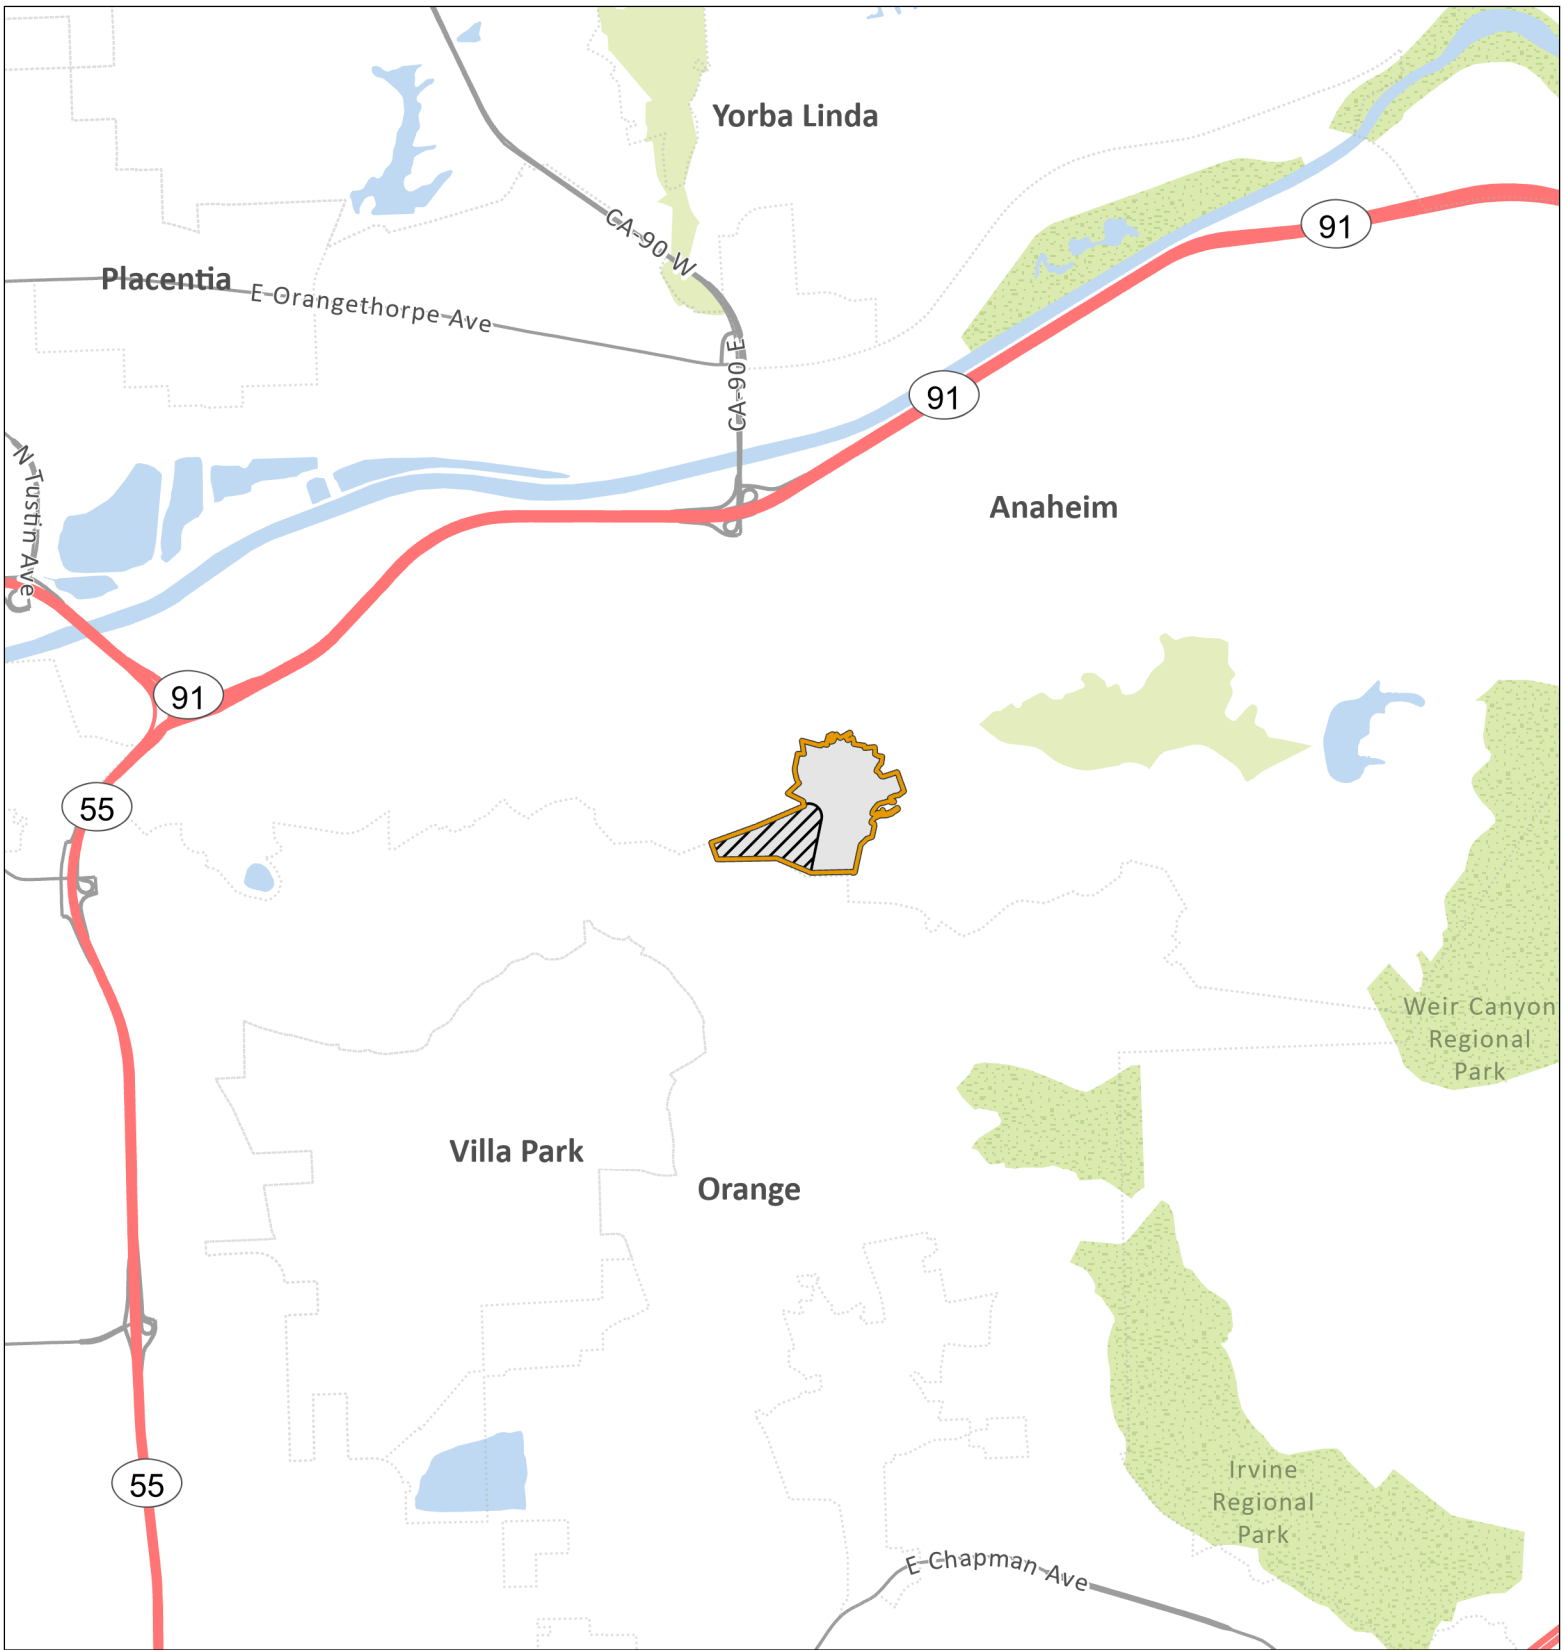 Yorba Linda
CA-90 W
91
Placentia
E Orangethorpe Ave
CA-90 E
91
N Tustin Ave
Anaheim
91
55
Weir Canyon
Regional
Park
Villa Park
Orange
55
Irvine
Regional
Park
E Chapman Ave